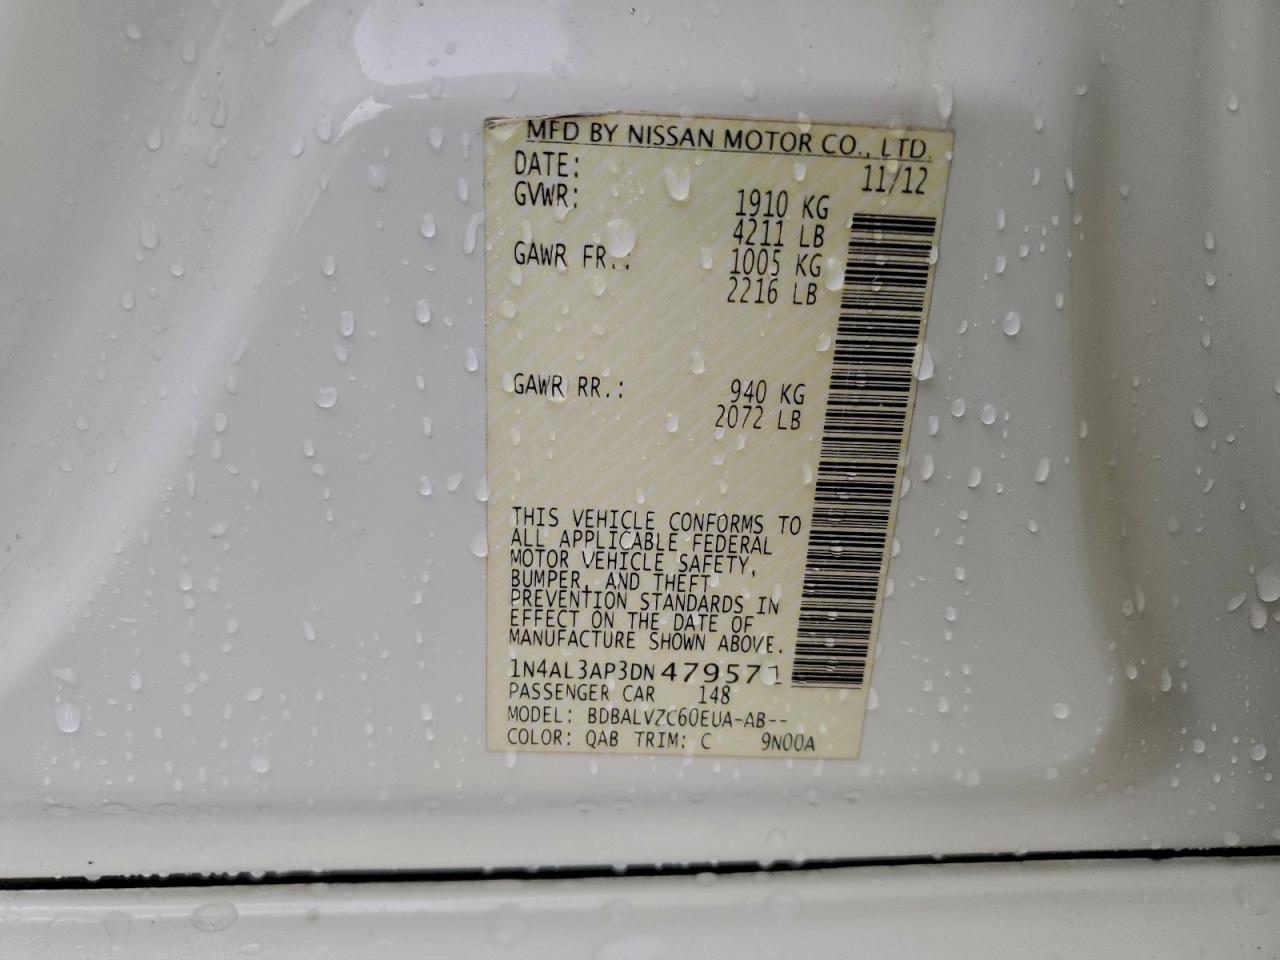 MFD BY NISSAN MOTOR CO., LTD.
DATE: 11/12
GVWR: 1910 KG
4211 LB
GAWR FR.: 1005 KG
2216 LB
GAWR RR.: 940 KG
2072 LB
THIS VEHICLE CONFORMS TO
ALL APPLICABLE FEDERAL
MOTOR VEHICLE SAFETY,
BUMPER, AND THEFT
PREVENTION STANDARDS IN
EFFECT ON THE DATE OF
MANUFACTURE SHOWN ABOVE.
1N4AL3AP3DN479571
PASSENGER CAR 148
MODEL: BDBALVZC60EUA-AB--
COLOR: QAB TRIM: C 9N00A